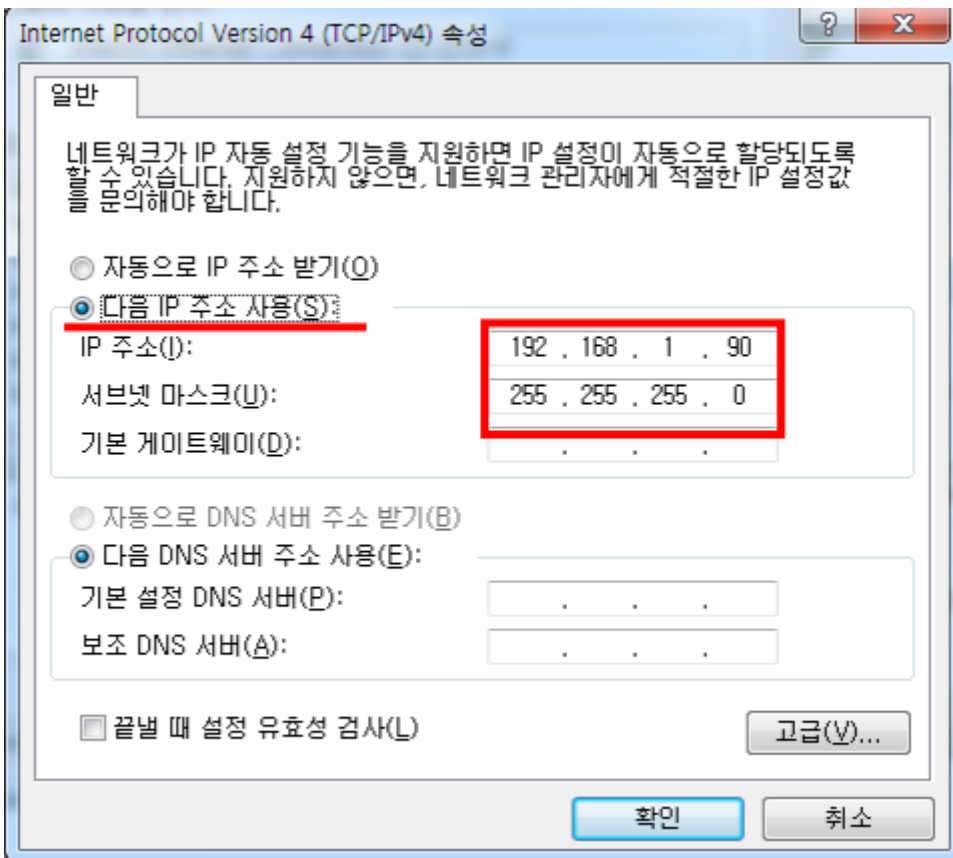 Internet Protocol Version 4 (TCP/IPv4) 속성
일반
네트워크가 IP 자동 설정 기능을 지원하면 IP 설정이 자동으로 할당되도록
할 수 있습니다. 지원하지 않으면, 네트워크 관리자에게 적절한 IP 설정값
을 문의해야 합니다.
자동으로 IP 주소 받기(O)
다음 IP 주소 사용(S):
IP 주소(I): 192 . 168 . 1 . 90
서브넷 마스크(U): 255 . 255 . 255 . 0
기본 게이트웨이(D): . . .
자동으로 DNS 서버 주소 받기(B)
다음 DNS 서버 주소 사용(E):
기본 설정 DNS 서버(P): . . .
보조 DNS 서버(A): . . .
끝낼 때 설정 유효성 검사(L)
고급(V)...
확인 취소